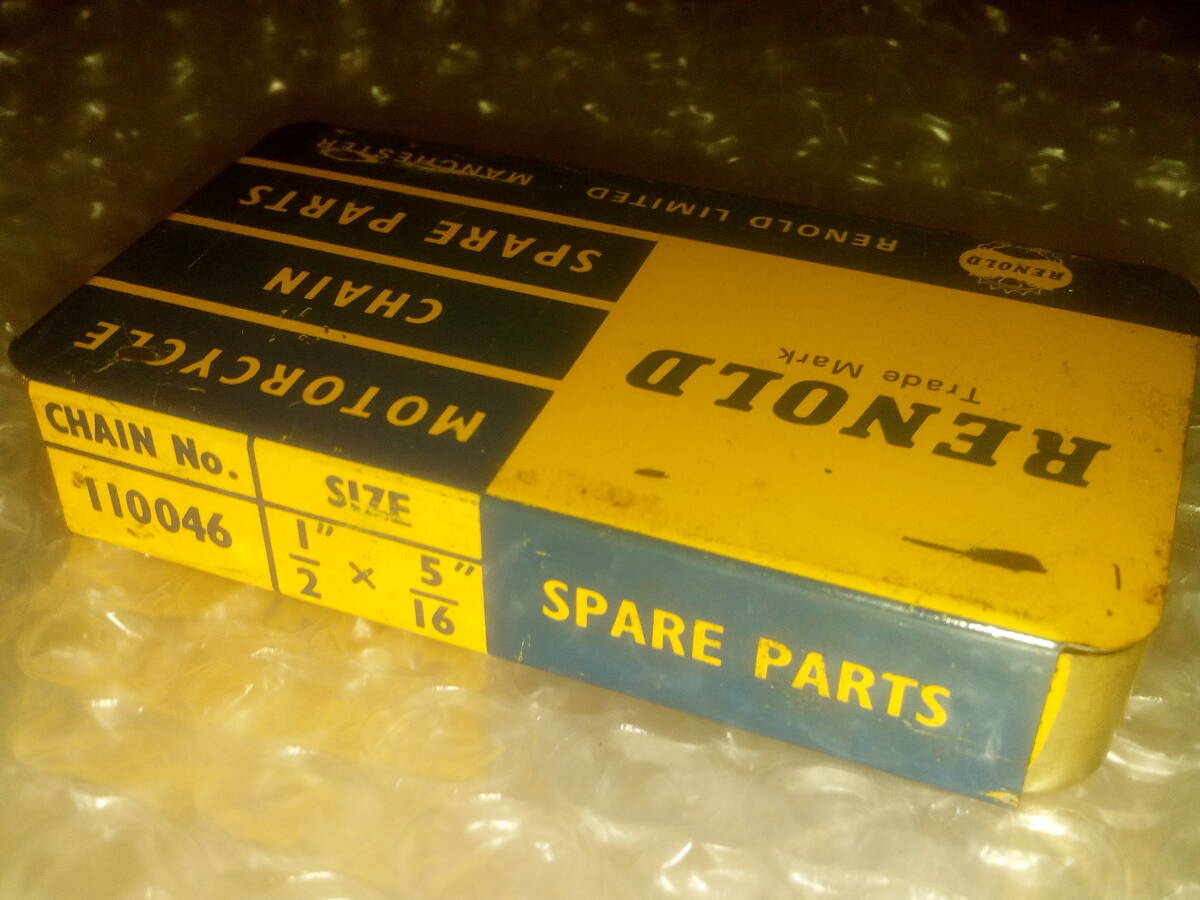 RENOLD
Trade Mark
MOTORCYCLE
CHAIN
SPARE PARTS
RENOLD
RENOLD LIMITED MANCHESTER
CHAIN No.
110046
SIZE
1/2" × 5/16"
SPARE PARTS